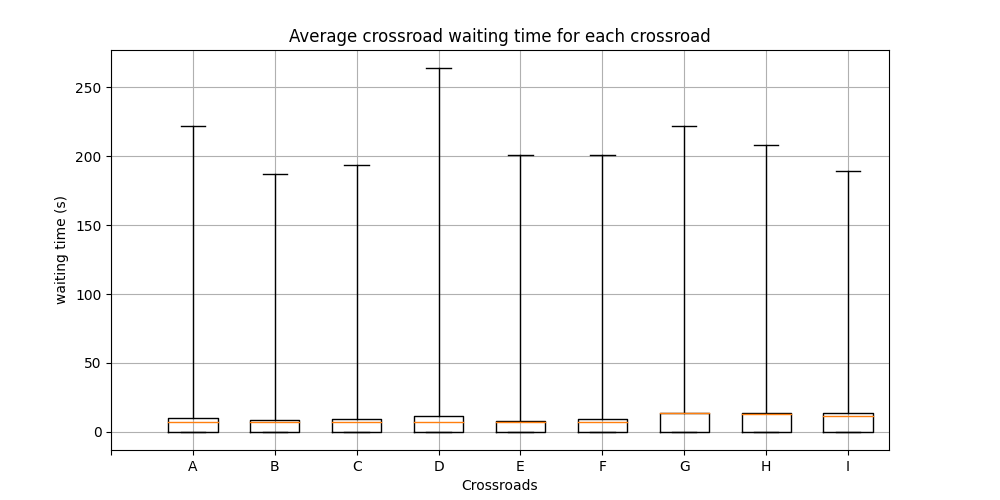 Average crossroad waiting time for each crossroad
250
200
150
100
50
0
waiting time (s)
A B C D E F G H I
Crossroads